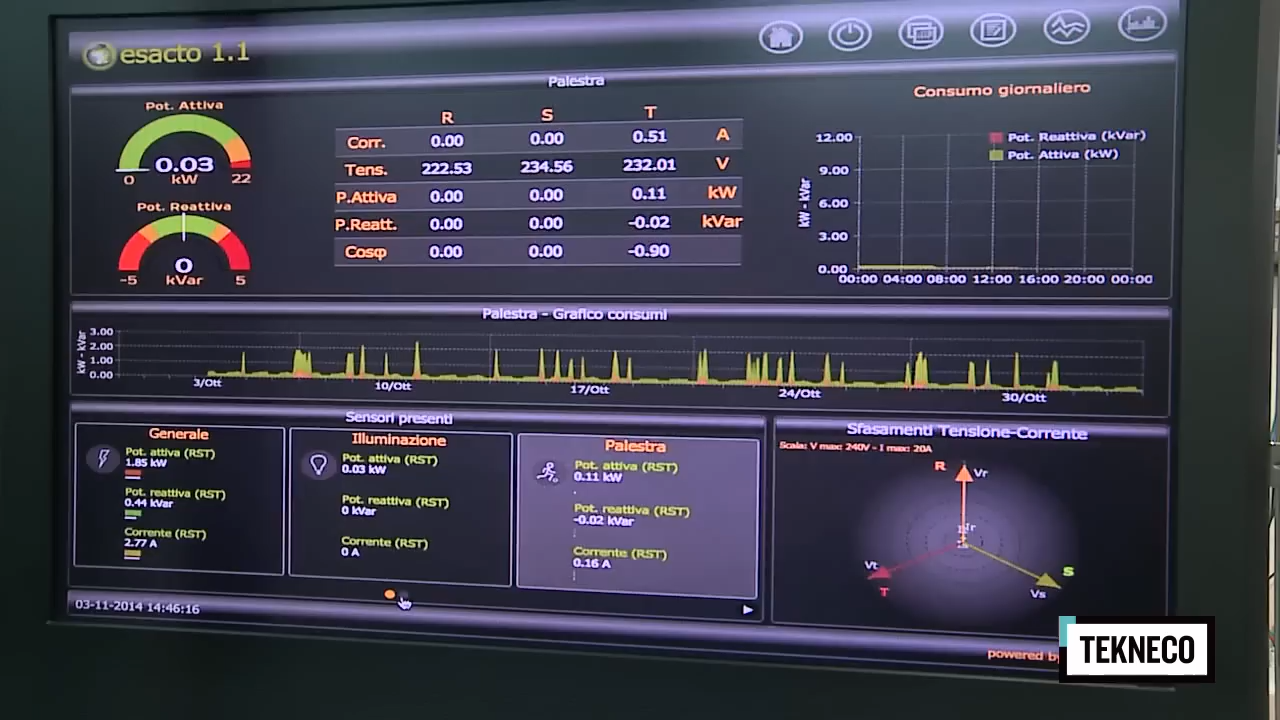 esacto 1.1
Palestra
Pot. Attiva
0.03
0 kW 22
Pot. Reattiva
0
-5 kVar 5
R S T
Corr. 0.00 0.00 0.51 A
Tens. 222.53 234.56 232.01 V
P.Attiva 0.00 0.00 0.11 kW
P.Reatt. 0.00 0.00 -0.02 kVar
Cosφ 0.00 0.00 -0.90
Consumo giornaliero
Pot. Reattiva (kVar)
Pot. Attiva (kW)
kW - kVar
12.00
9.00
6.00
3.00
0.00
00:00 04:00 08:00 12:00 16:00 20:00 00:00
Palestra - Grafico consumi
kW - kVar
3.00
2.00
1.00
0.00
3/Ott 10/Ott 17/Ott 24/Ott 30/Ott
Sensori presenti
Generale
Pot. attiva (RST)
1.85 kW
Pot. reattiva (RST)
0.44 kVar
Corrente (RST)
2.77 A
Illuminazione
Pot. attiva (RST)
0.03 kW
Pot. reattiva (RST)
0 kVar
Corrente (RST)
0 A
Palestra
Pot. attiva (RST)
0.11 kW
Pot. reattiva (RST)
-0.02 kVar
Corrente (RST)
0.16 A
Sfasamenti Tensione-Corrente
Scala: V max: 240V - I max: 20A
R Vr
Ir
Vt
T
S
Vs
03-11-2014 14:46:16
powered by
TEKNECO